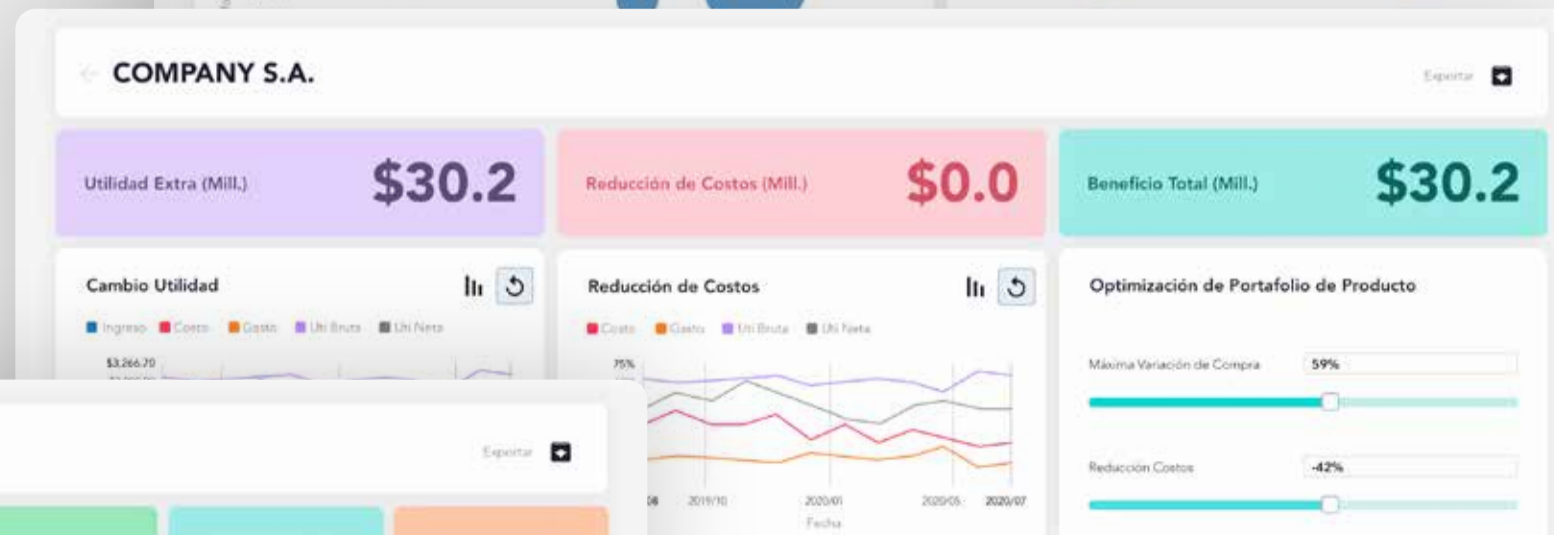 COMPANY S.A.
Exportar
Utilidad Extra (Mill.) $30.2
Reducción de Costos (Mill.) $0.0
Beneficio Total (Mill.) $30.2
Cambio Utilidad
Ingreso Costo Gasto Uti Bruta Uti Neta
$3,266.70
Reducción de Costos
Costo Gasto Uti Bruta Uti Neta
75%
2019/10 2020/01 2020/05 2020/07
Fecha
Optimización de Portafolio de Producto
Máxima Variación de Compra 59%
Reducción Costos -42%
Exportar